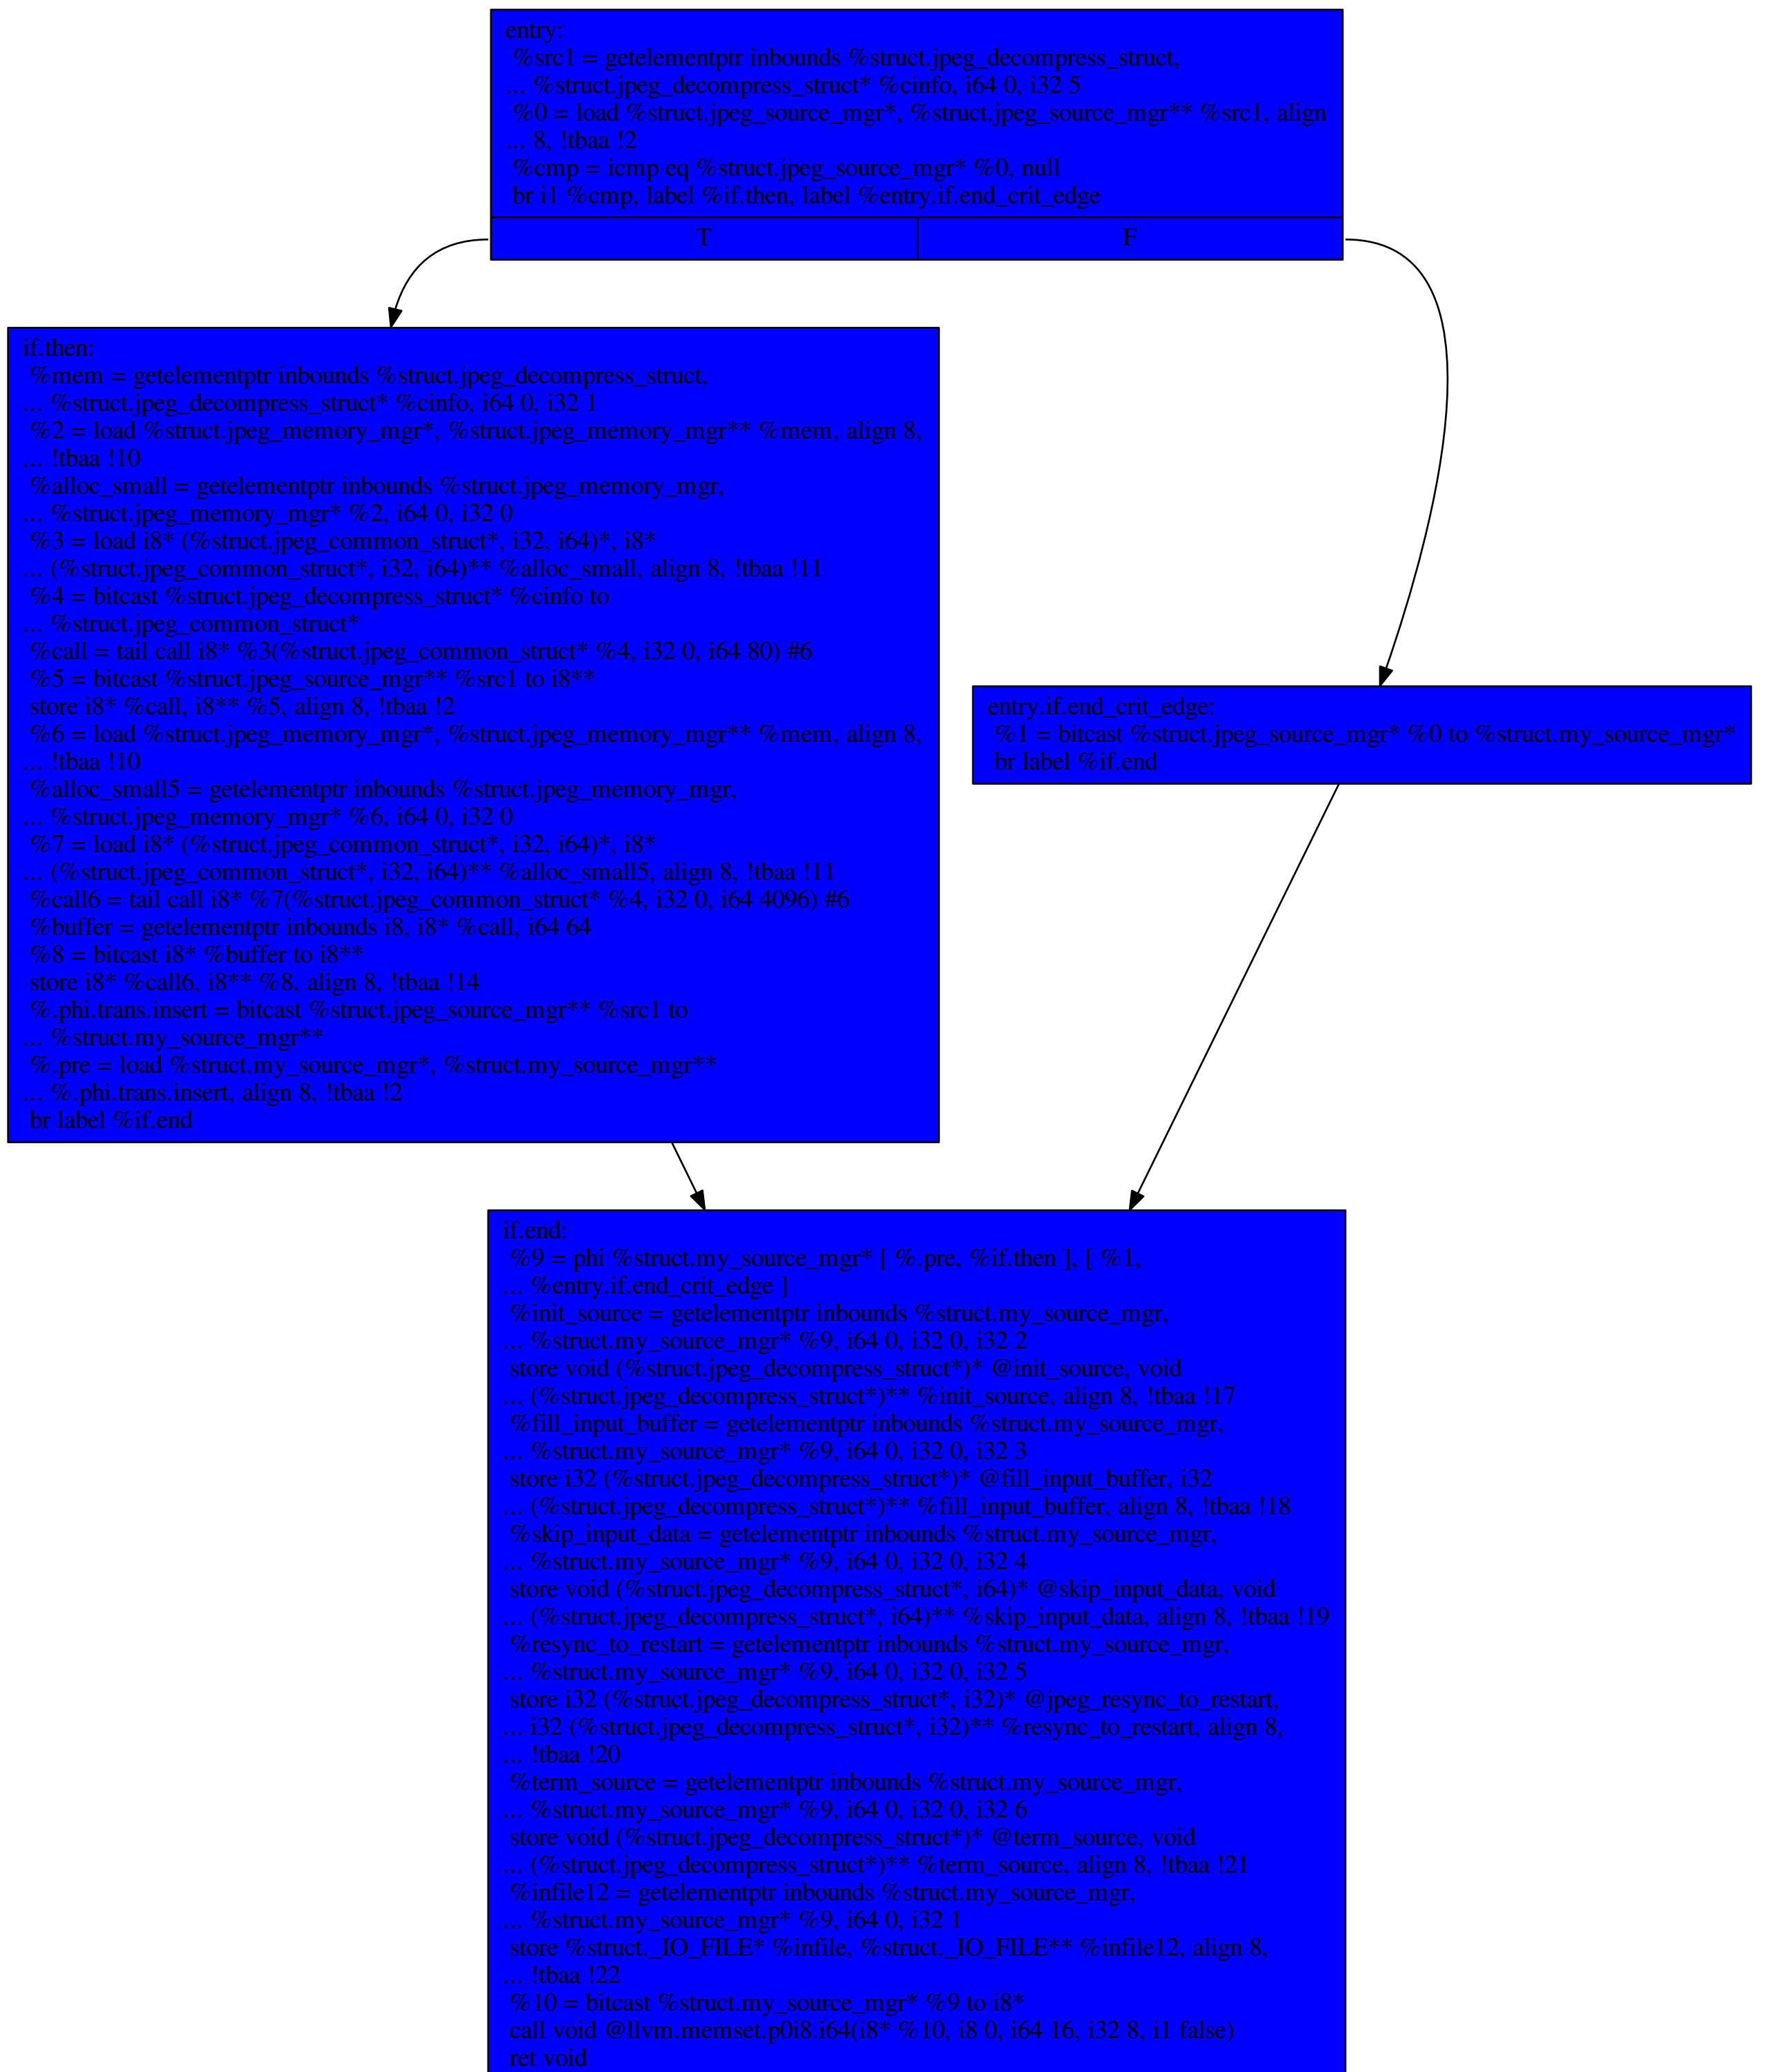 entry:
%src1 = getelementptr inbounds %struct.jpeg_decompress_struct,
... %struct.jpeg_decompress_struct* %cinfo, i64 0, i32 5
%0 = load %struct.jpeg_source_mgr*, %struct.jpeg_source_mgr** %src1, align
... 8, !tbaa !2
%cmp = icmp eq %struct.jpeg_source_mgr* %0, null
br i1 %cmp, label %if.then, label %entry.if.end_crit_edge
T
F
if.then:
%mem = getelementptr inbounds %struct.jpeg_decompress_struct,
... %struct.jpeg_decompress_struct* %cinfo, i64 0, i32 1
%2 = load %struct.jpeg_memory_mgr*, %struct.jpeg_memory_mgr** %mem, align 8,
... !tbaa !10
%alloc_small = getelementptr inbounds %struct.jpeg_memory_mgr,
... %struct.jpeg_memory_mgr* %2, i64 0, i32 0
%3 = load i8* (%struct.jpeg_common_struct*, i32, i64)*, i8*
... (%struct.jpeg_common_struct*, i32, i64)** %alloc_small, align 8, !tbaa !11
%4 = bitcast %struct.jpeg_decompress_struct* %cinfo to
... %struct.jpeg_common_struct*
%call = tail call i8* %3(%struct.jpeg_common_struct* %4, i32 0, i64 80) #6
%5 = bitcast %struct.jpeg_source_mgr** %src1 to i8**
store i8* %call, i8** %5, align 8, !tbaa !2
%6 = load %struct.jpeg_memory_mgr*, %struct.jpeg_memory_mgr** %mem, align 8,
... !tbaa !10
%alloc_small5 = getelementptr inbounds %struct.jpeg_memory_mgr,
... %struct.jpeg_memory_mgr* %6, i64 0, i32 0
%7 = load i8* (%struct.jpeg_common_struct*, i32, i64)*, i8*
... (%struct.jpeg_common_struct*, i32, i64)** %alloc_small5, align 8, !tbaa !11
%call6 = tail call i8* %7(%struct.jpeg_common_struct* %4, i32 0, i64 4096) #6
%buffer = getelementptr inbounds i8, i8* %call, i64 64
%8 = bitcast i8* %buffer to i8**
store i8* %call6, i8** %8, align 8, !tbaa !14
%.phi.trans.insert = bitcast %struct.jpeg_source_mgr** %src1 to
... %struct.my_source_mgr**
%.pre = load %struct.my_source_mgr*, %struct.my_source_mgr**
... %.phi.trans.insert, align 8, !tbaa !2
br label %if.end
entry.if.end_crit_edge:
%1 = bitcast %struct.jpeg_source_mgr* %0 to %struct.my_source_mgr*
br label %if.end
if.end:
%9 = phi %struct.my_source_mgr* [ %.pre, %if.then ], [ %1,
... %entry.if.end_crit_edge ]
%init_source = getelementptr inbounds %struct.my_source_mgr,
... %struct.my_source_mgr* %9, i64 0, i32 0, i32 2
store void (%struct.jpeg_decompress_struct*)* @init_source, void
... (%struct.jpeg_decompress_struct*)** %init_source, align 8, !tbaa !17
%fill_input_buffer = getelementptr inbounds %struct.my_source_mgr,
... %struct.my_source_mgr* %9, i64 0, i32 0, i32 3
store i32 (%struct.jpeg_decompress_struct*)* @fill_input_buffer, i32
... (%struct.jpeg_decompress_struct*)** %fill_input_buffer, align 8, !tbaa !18
%skip_input_data = getelementptr inbounds %struct.my_source_mgr,
... %struct.my_source_mgr* %9, i64 0, i32 0, i32 4
store void (%struct.jpeg_decompress_struct*, i64)* @skip_input_data, void
... (%struct.jpeg_decompress_struct*, i64)** %skip_input_data, align 8, !tbaa !19
%resync_to_restart = getelementptr inbounds %struct.my_source_mgr,
... %struct.my_source_mgr* %9, i64 0, i32 0, i32 5
store i32 (%struct.jpeg_decompress_struct*, i32)* @jpeg_resync_to_restart,
... i32 (%struct.jpeg_decompress_struct*, i32)** %resync_to_restart, align 8,
... !tbaa !20
%term_source = getelementptr inbounds %struct.my_source_mgr,
... %struct.my_source_mgr* %9, i64 0, i32 0, i32 6
store void (%struct.jpeg_decompress_struct*)* @term_source, void
... (%struct.jpeg_decompress_struct*)** %term_source, align 8, !tbaa !21
%infile12 = getelementptr inbounds %struct.my_source_mgr,
... %struct.my_source_mgr* %9, i64 0, i32 1
store %struct._IO_FILE* %infile, %struct._IO_FILE** %infile12, align 8,
... !tbaa !22
%10 = bitcast %struct.my_source_mgr* %9 to i8*
call void @llvm.memset.p0i8.i64(i8* %10, i8 0, i64 16, i32 8, i1 false)
ret void